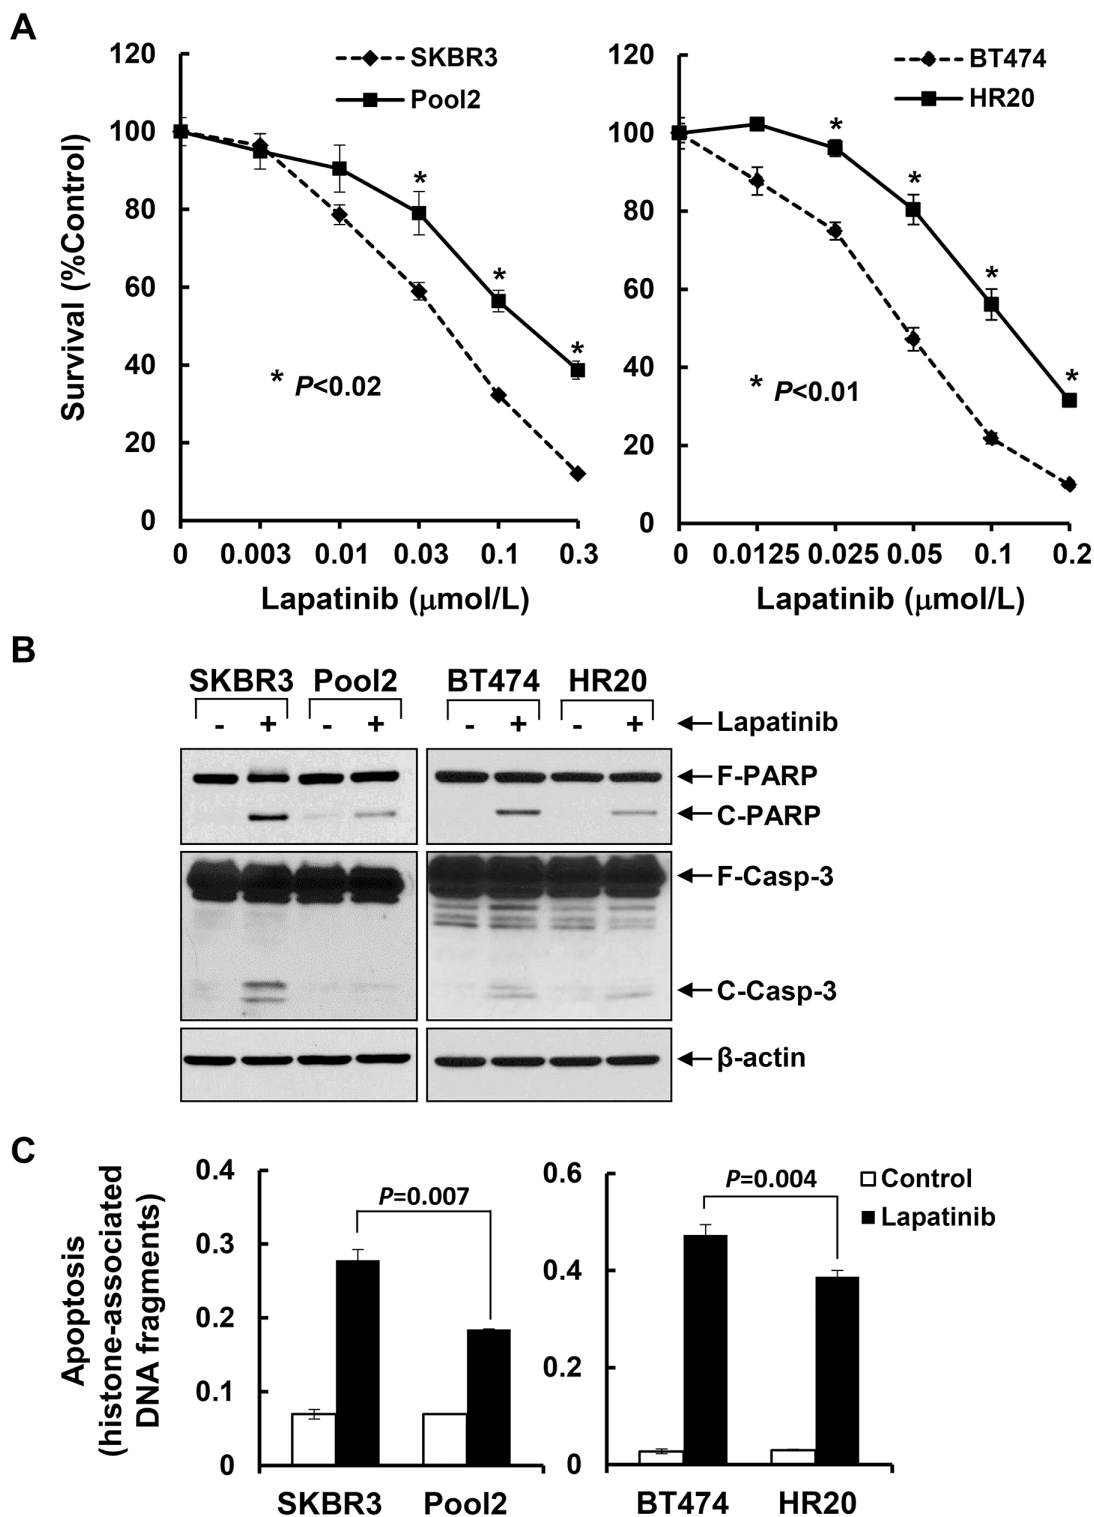 A
120
100
80
60
40
20
0
Survival (%Control)
SKBR3
Pool2
*
*
*
* P<0.02
0 0.003 0.01 0.03 0.1 0.3
Lapatinib (μmol/L)
120
100
80
60
40
20
0
BT474
HR20
*
*
*
*
* P<0.01
0 0.0125 0.025 0.05 0.1 0.2
Lapatinib (μmol/L)
B
SKBR3 Pool2 BT474 HR20
- + - + - + - + Lapatinib
F-PARP
C-PARP
F-Casp-3
C-Casp-3
β-actin
C
Apoptosis
(histone-associated
DNA fragments)
0.4
0.3
0.2
0.1
0
P=0.007
SKBR3 Pool2
0.6
0.4
0.2
0
P=0.004
Control
Lapatinib
BT474 HR20